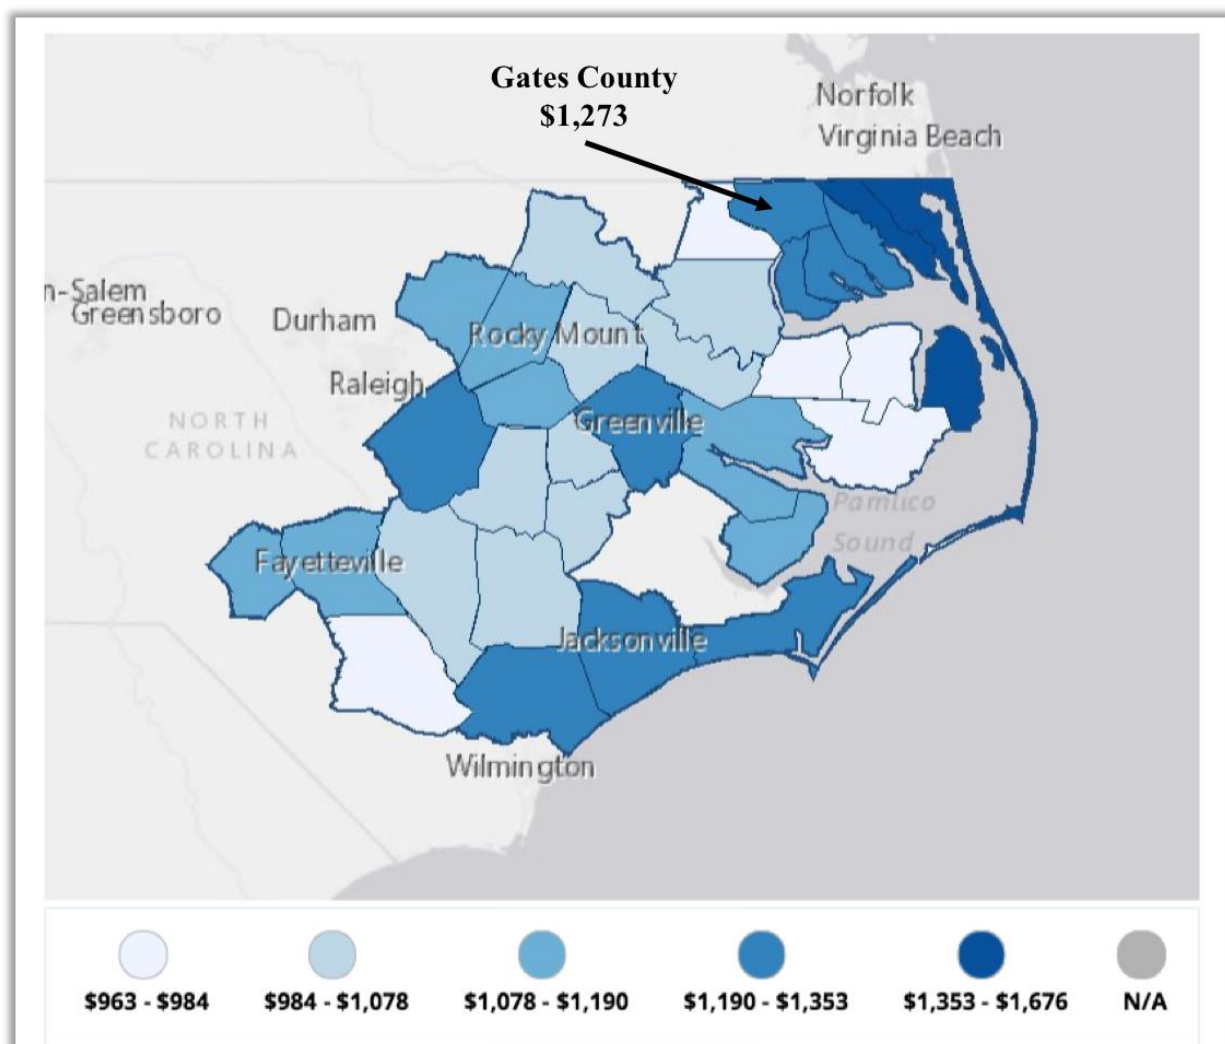 Gates County
$1,273
Norfolk
Virginia Beach
n-Salem
Greensboro
Durham
Rocky Mount
Raleigh
NORTH
CAROLINA
Greenville
Pamlico
Sound
Fayetteville
Jacksonville
Wilmington
$963 - $984
$984 - $1,078
$1,078 - $1,190
$1,190 - $1,353
$1,353 - $1,676
N/A